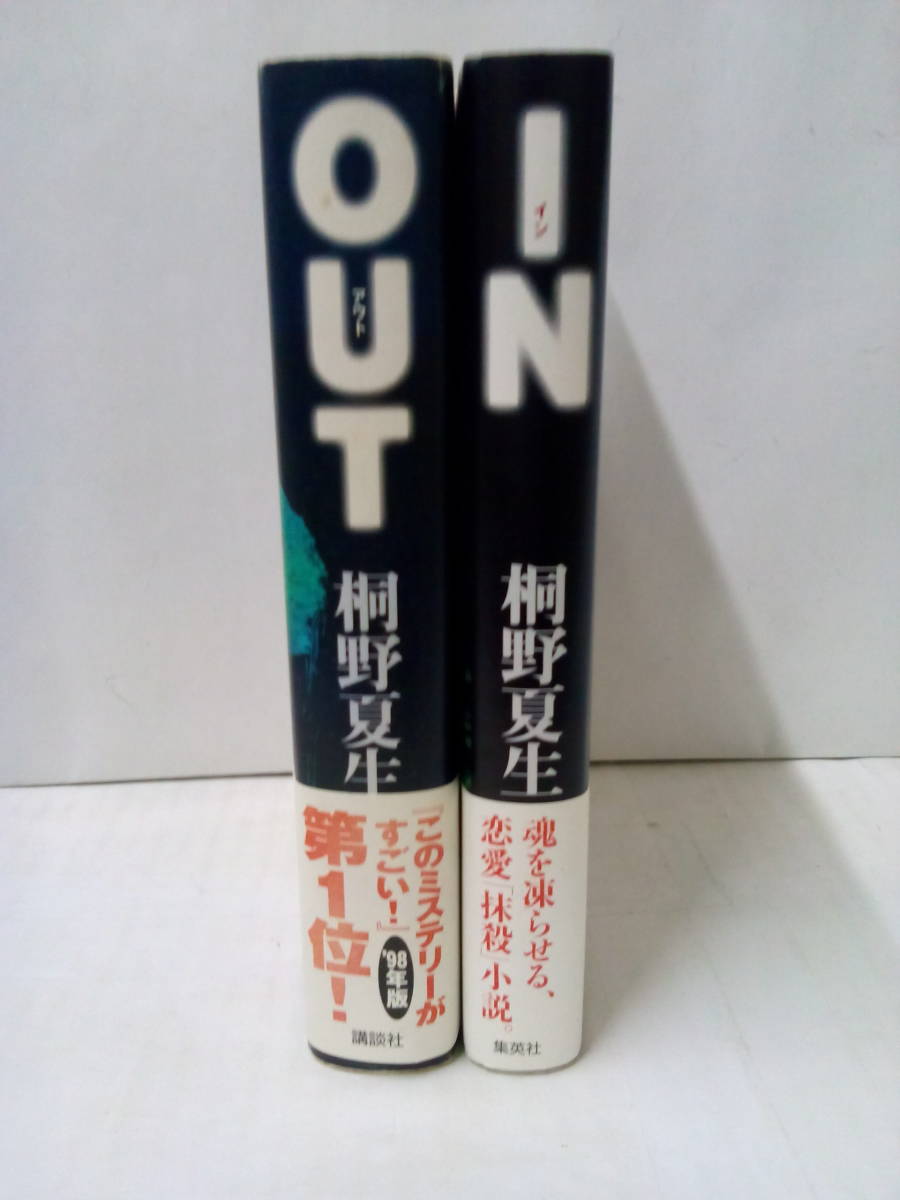 OUT
アウト
桐野夏生
『このミステリーが
すごい!』
'98年版
第1位!
講談社
IN
イン
桐野夏生
魂を凍らせる、
恋愛「抹殺」小説。
集英社